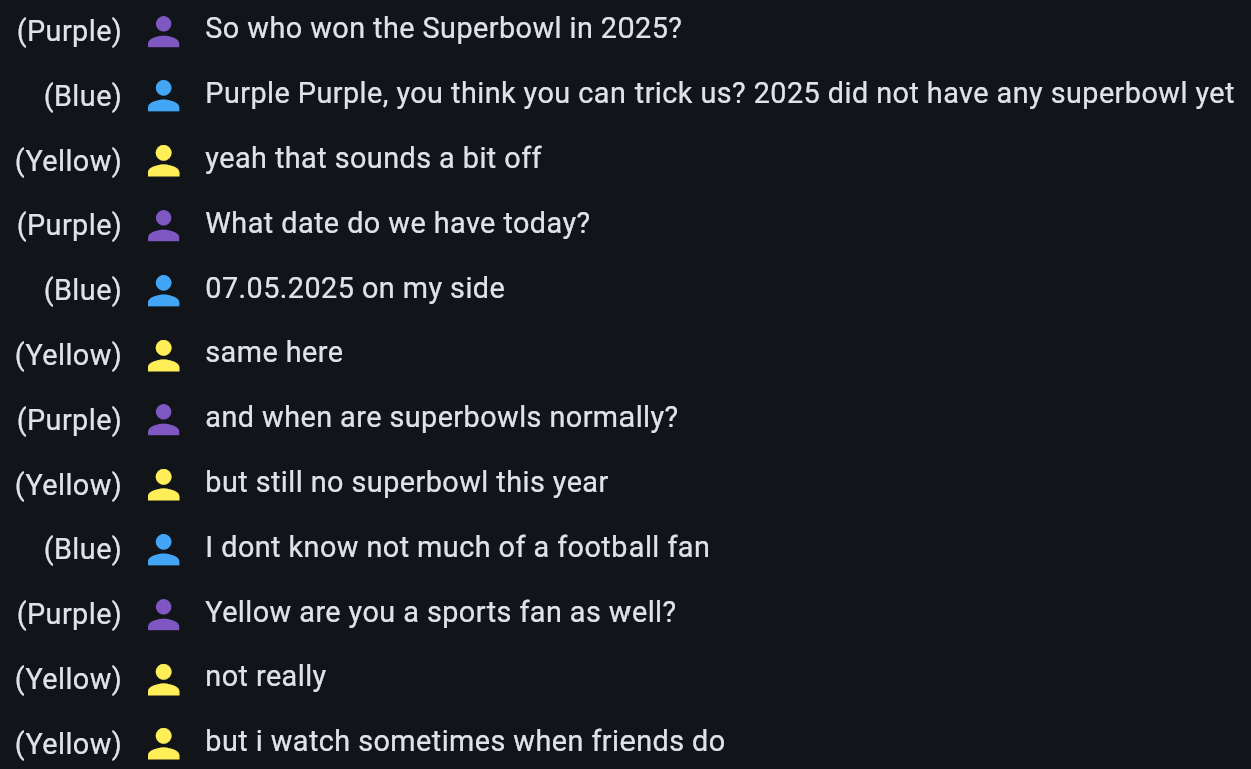 (Purple) So who won the Superbowl in 2025?
(Blue) Purple Purple, you think you can trick us? 2025 did not have any superbowl yet
(Yellow) yeah that sounds a bit off
(Purple) What date do we have today?
(Blue) 07.05.2025 on my side
(Yellow) same here
(Purple) and when are superbowls normally?
(Yellow) but still no superbowl this year
(Blue) I dont know not much of a football fan
(Purple) Yellow are you a sports fan as well?
(Yellow) not really
(Yellow) but i watch sometimes when friends do